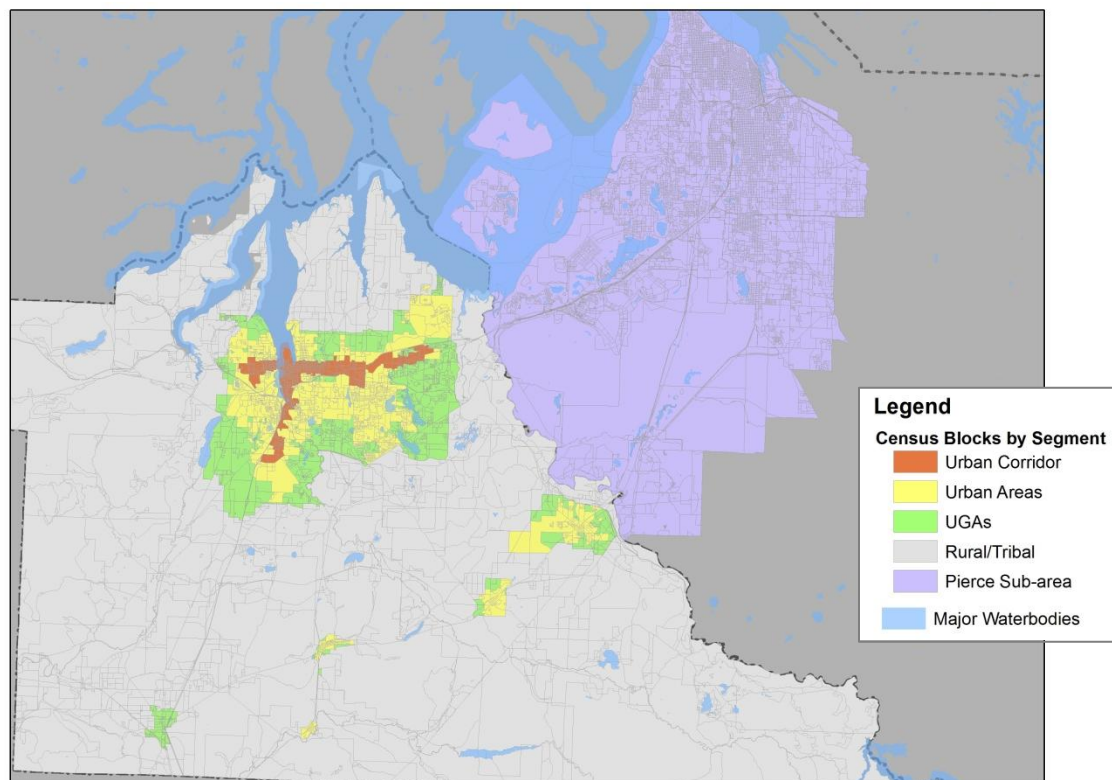 Legend
Census Blocks by Segment
Urban Corridor
Urban Areas
UGAs
Rural/Tribal
Pierce Sub-area
Major Waterbodies